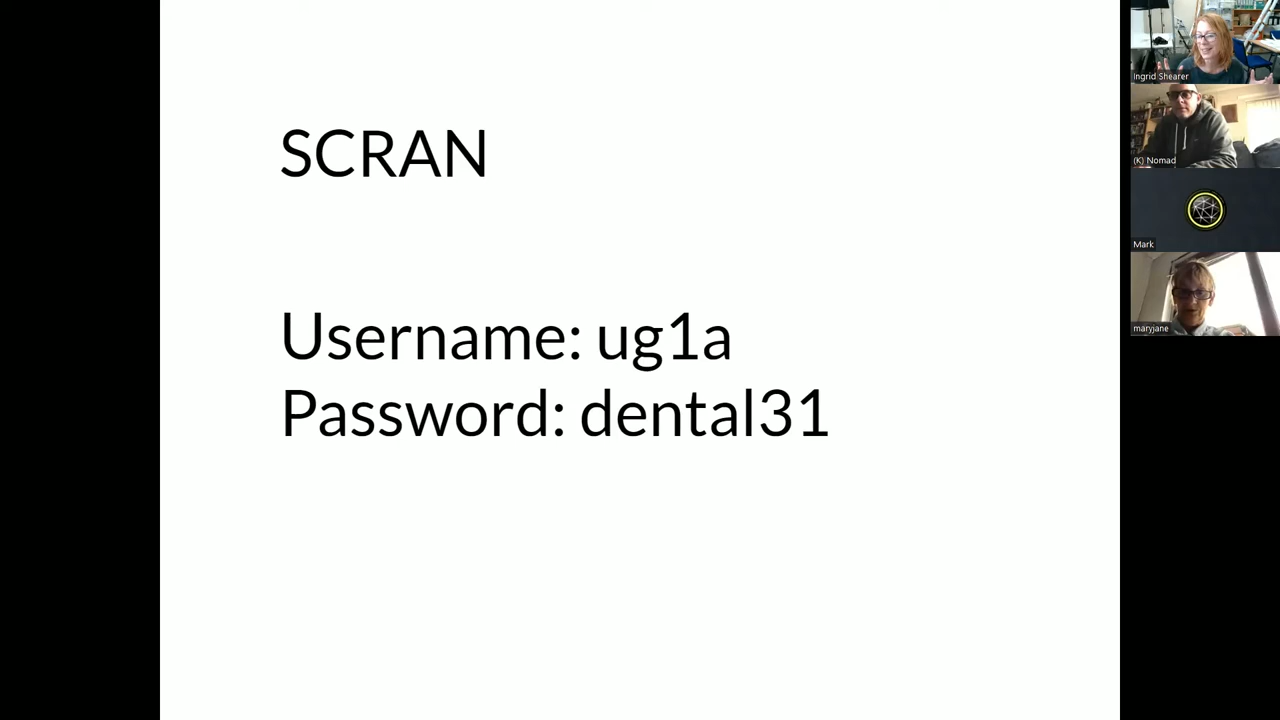 SCRAN
Username: ug1a
Password: dental31
Ingrid Shearer
(K) Nomad
Mark
maryjane